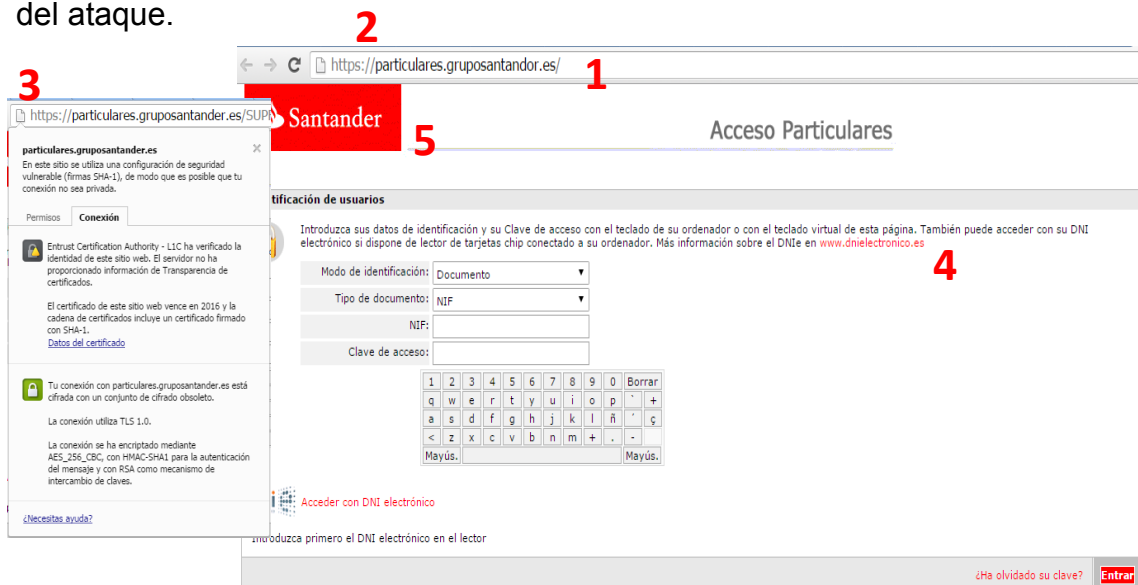 del ataque.
2
https://particulares.gruposantandor.es/
1
3
https://particulares.gruposantander.es/SUP
Santander
5
Acceso Particulares
particulares.gruposantander.es
En este sitio se utiliza una configuración de seguridad
vulnerable (firmas SHA-1), de modo que es posible que tu
conexión no sea privada.
Permisos
Conexión
Entrust Certification Authority - L1C ha verificado la
identidad de este sitio web. El servidor no ha
proporcionado información de Transparencia de
certificados.
El certificado de este sitio web vence en 2016 y la
cadena de certificados incluye un certificado firmado
con SHA-1.
Datos del certificado
Tu conexión con particulares.gruposantander.es está
cifrada con un conjunto de cifrado obsoleto.
La conexión utiliza TLS 1.0.
La conexión se ha encriptado mediante
AES_256_CBC, con HMAC-SHA1 para la autenticación
del mensaje y con RSA como mecanismo de
intercambio de claves.
¿Necesitas ayuda?
tificación de usuarios
Introduzca sus datos de identificación y su Clave de acceso con el teclado de su ordenador o con el teclado virtual de esta página. También puede acceder con su DNI
electrónico si dispone de lector de tarjetas chip conectado a su ordenador. Más información sobre el DNIe en www.dnielectronico.es
4
Modo de identificación: Documento
Tipo de documento: NIF
NIF:
Clave de acceso:
1 2 3 4 5 6 7 8 9 0 Borrar
q w e r t y u i o p ` +
a s d f g h j k l ñ ´ ç
< z x c v b n m + . -
Mayús. Mayús.
Acceder con DNI electrónico
Introduzca primero el DNI electrónico en el lector
¿Ha olvidado su clave?
Entrar